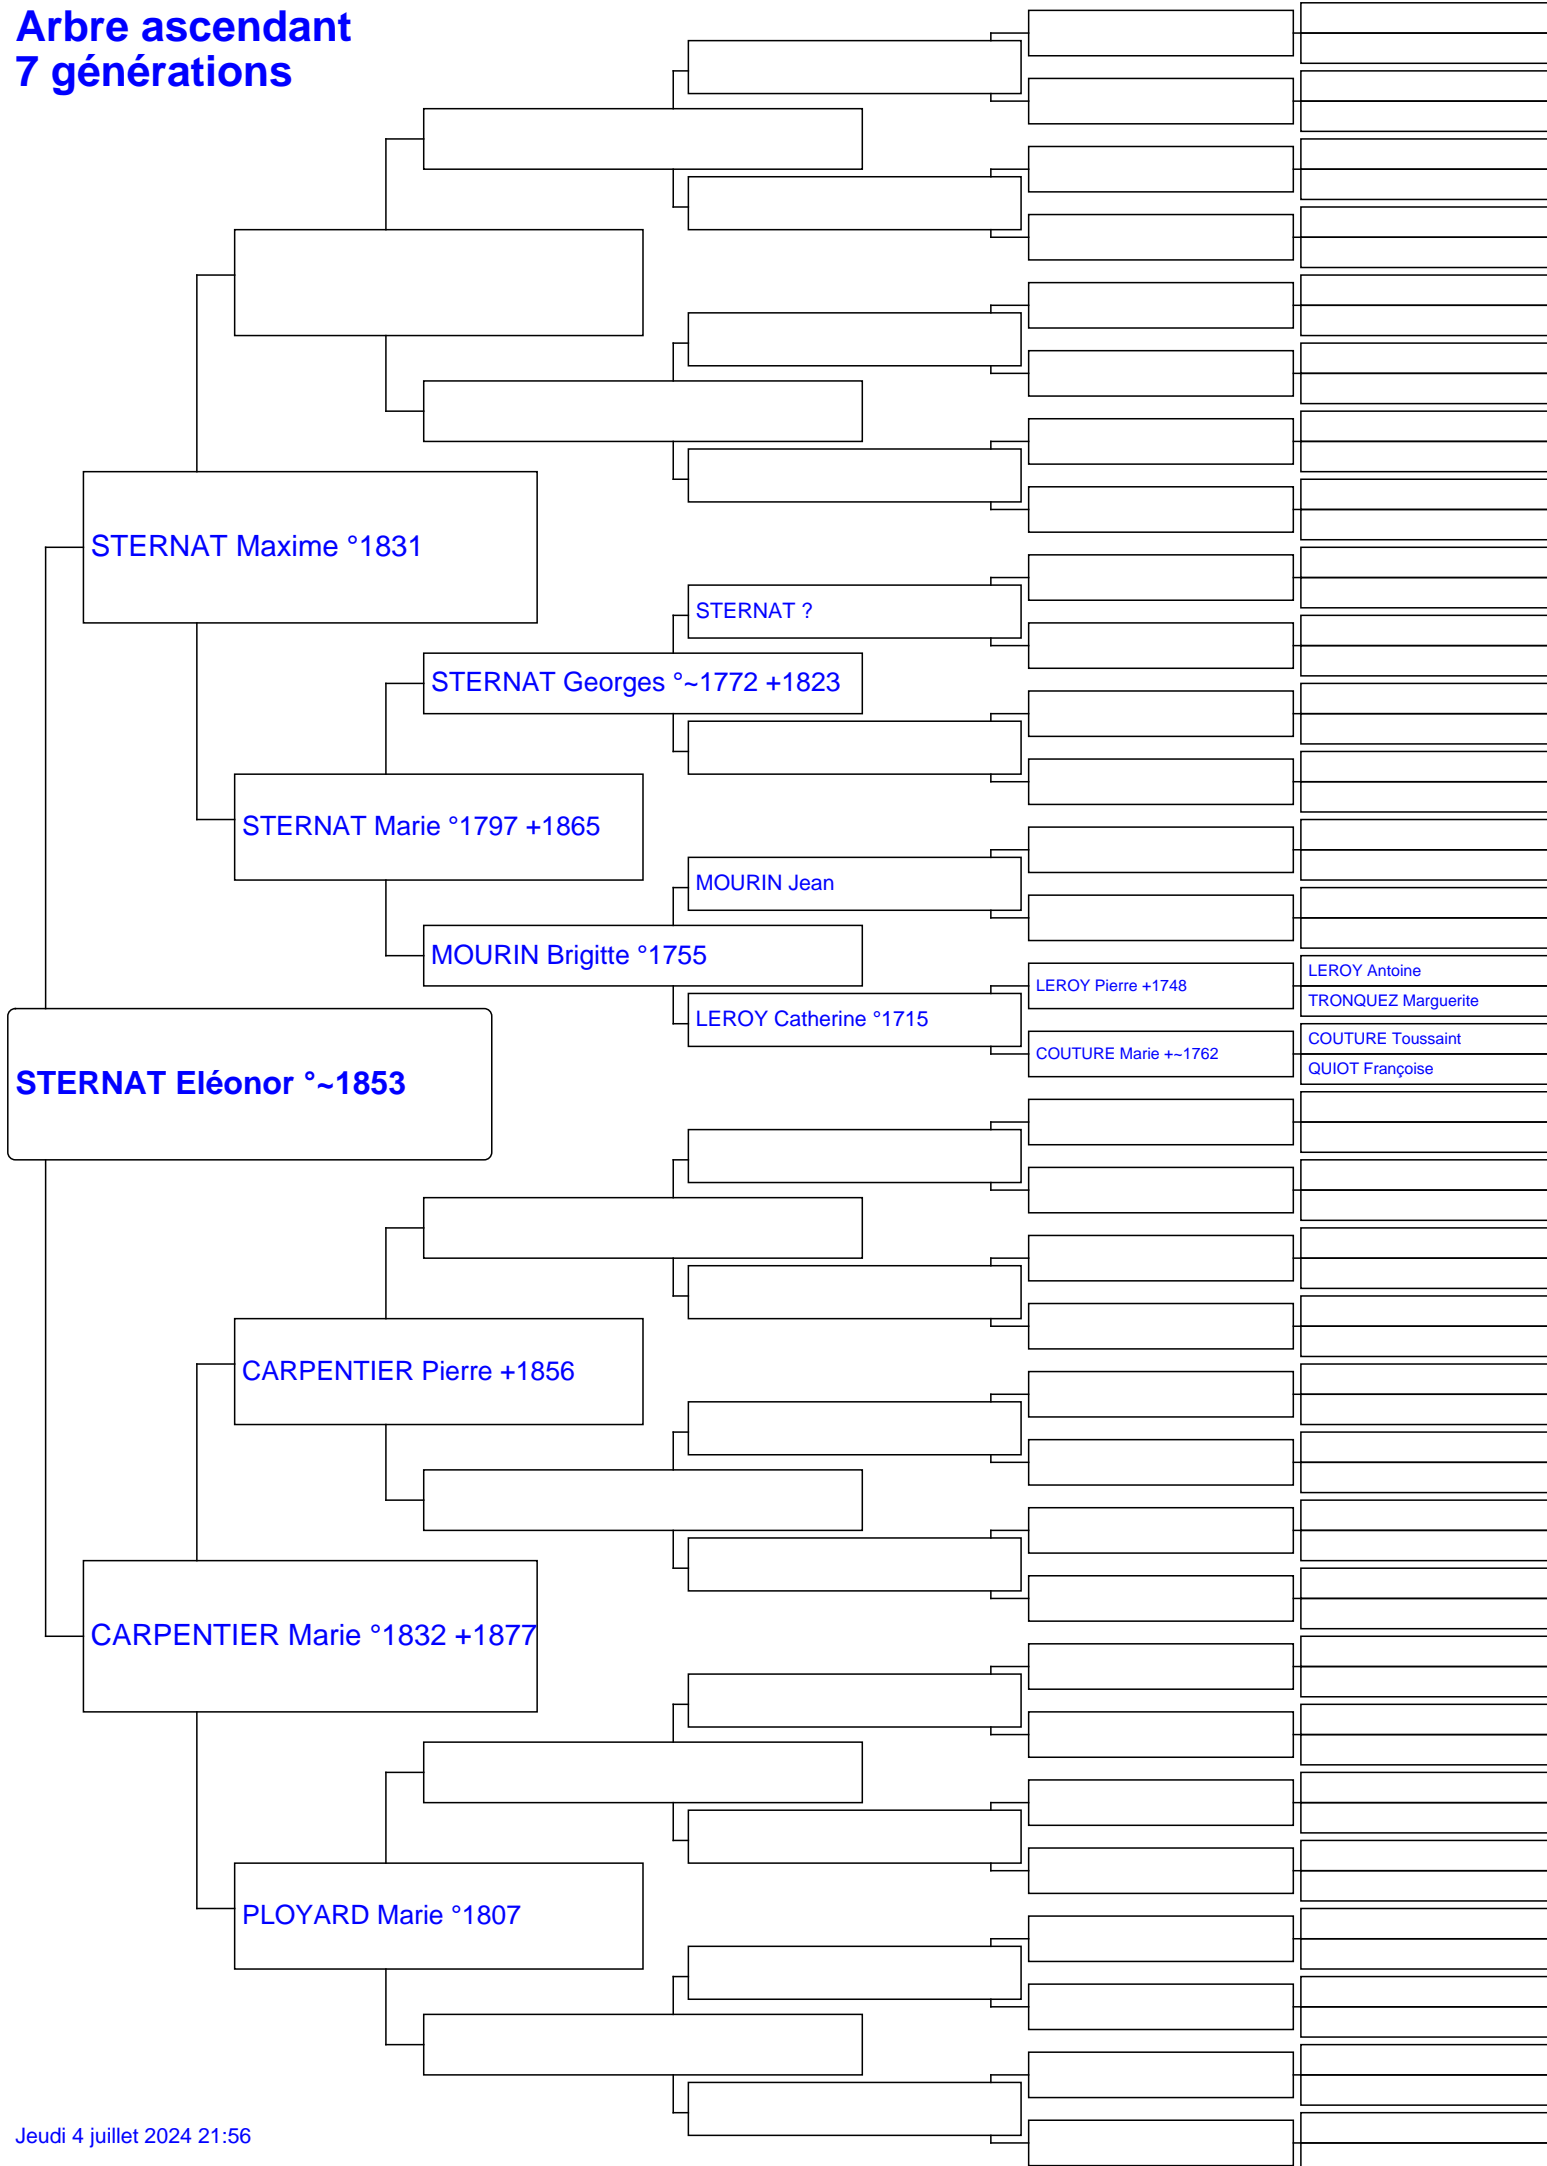 Arbre ascendant
7 générations
STERNAT Maxime °1831
STERNAT ?
STERNAT Georges °~1772 +1823
STERNAT Marie °1797 +1865
MOURIN Jean
MOURIN Brigitte °1755
LEROY Antoine
LEROY Pierre +1748
TRONQUEZ Marguerite
LEROY Catherine °1715
COUTURE Toussaint
COUTURE Marie +~1762
QUIOT Françoise
STERNAT Eléonor °~1853
CARPENTIER Pierre +1856
CARPENTIER Marie °1832 +1877
PLOYARD Marie °1807
Jeudi 4 juillet 2024 21:56